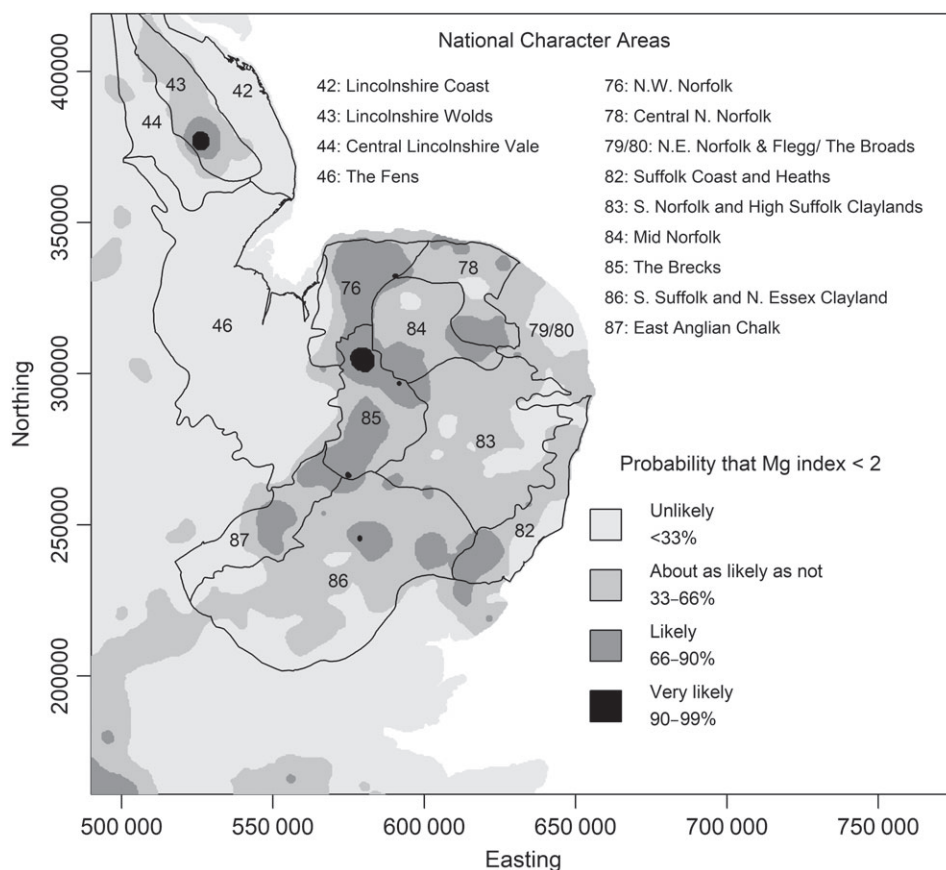 National Character Areas
42: Lincolnshire Coast
43: Lincolnshire Wolds
44: Central Lincolnshire Vale
46: The Fens
76: N.W. Norfolk
78: Central N. Norfolk
79/80: N.E. Norfolk & Flegg/ The Broads
82: Suffolk Coast and Heaths
83: S. Norfolk and High Suffolk Claylands
84: Mid Norfolk
85: The Brecks
86: S. Suffolk and N. Essex Clayland
87: East Anglian Chalk
43
42
44
46
76
78
84
79/80
85
83
87
82
86
Probability that Mg index < 2
Unlikely
<33%
About as likely as not
33–66%
Likely
66–90%
Very likely
90–99%
Northing
400000
350000
300000
250000
200000
500 000
550 000
600 000
650 000
700 000
750 000
Easting